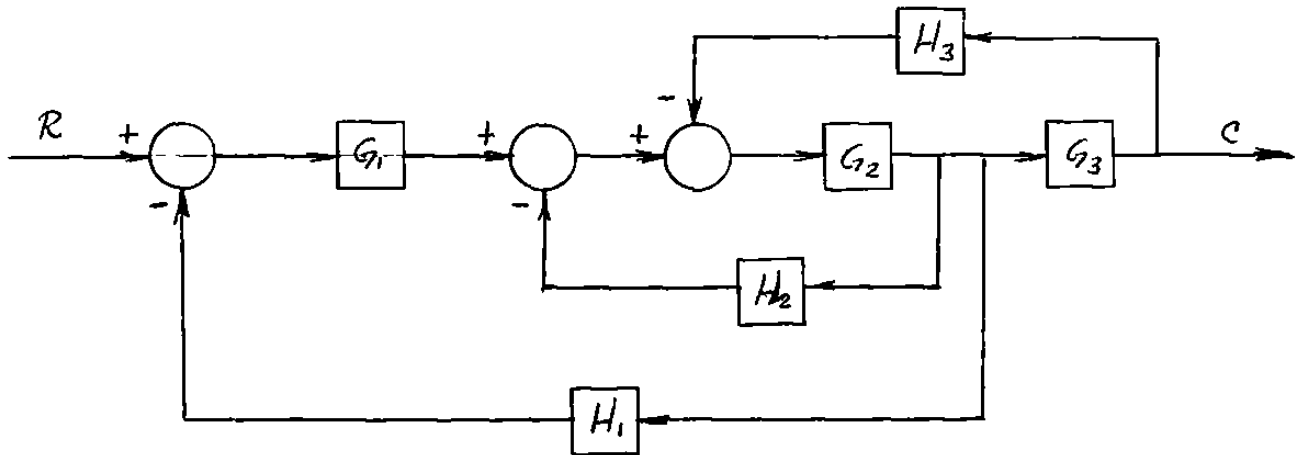 H₃
-
R
+
G₁
+
+
G₂
G₃
C
-
-
H₂
H₁